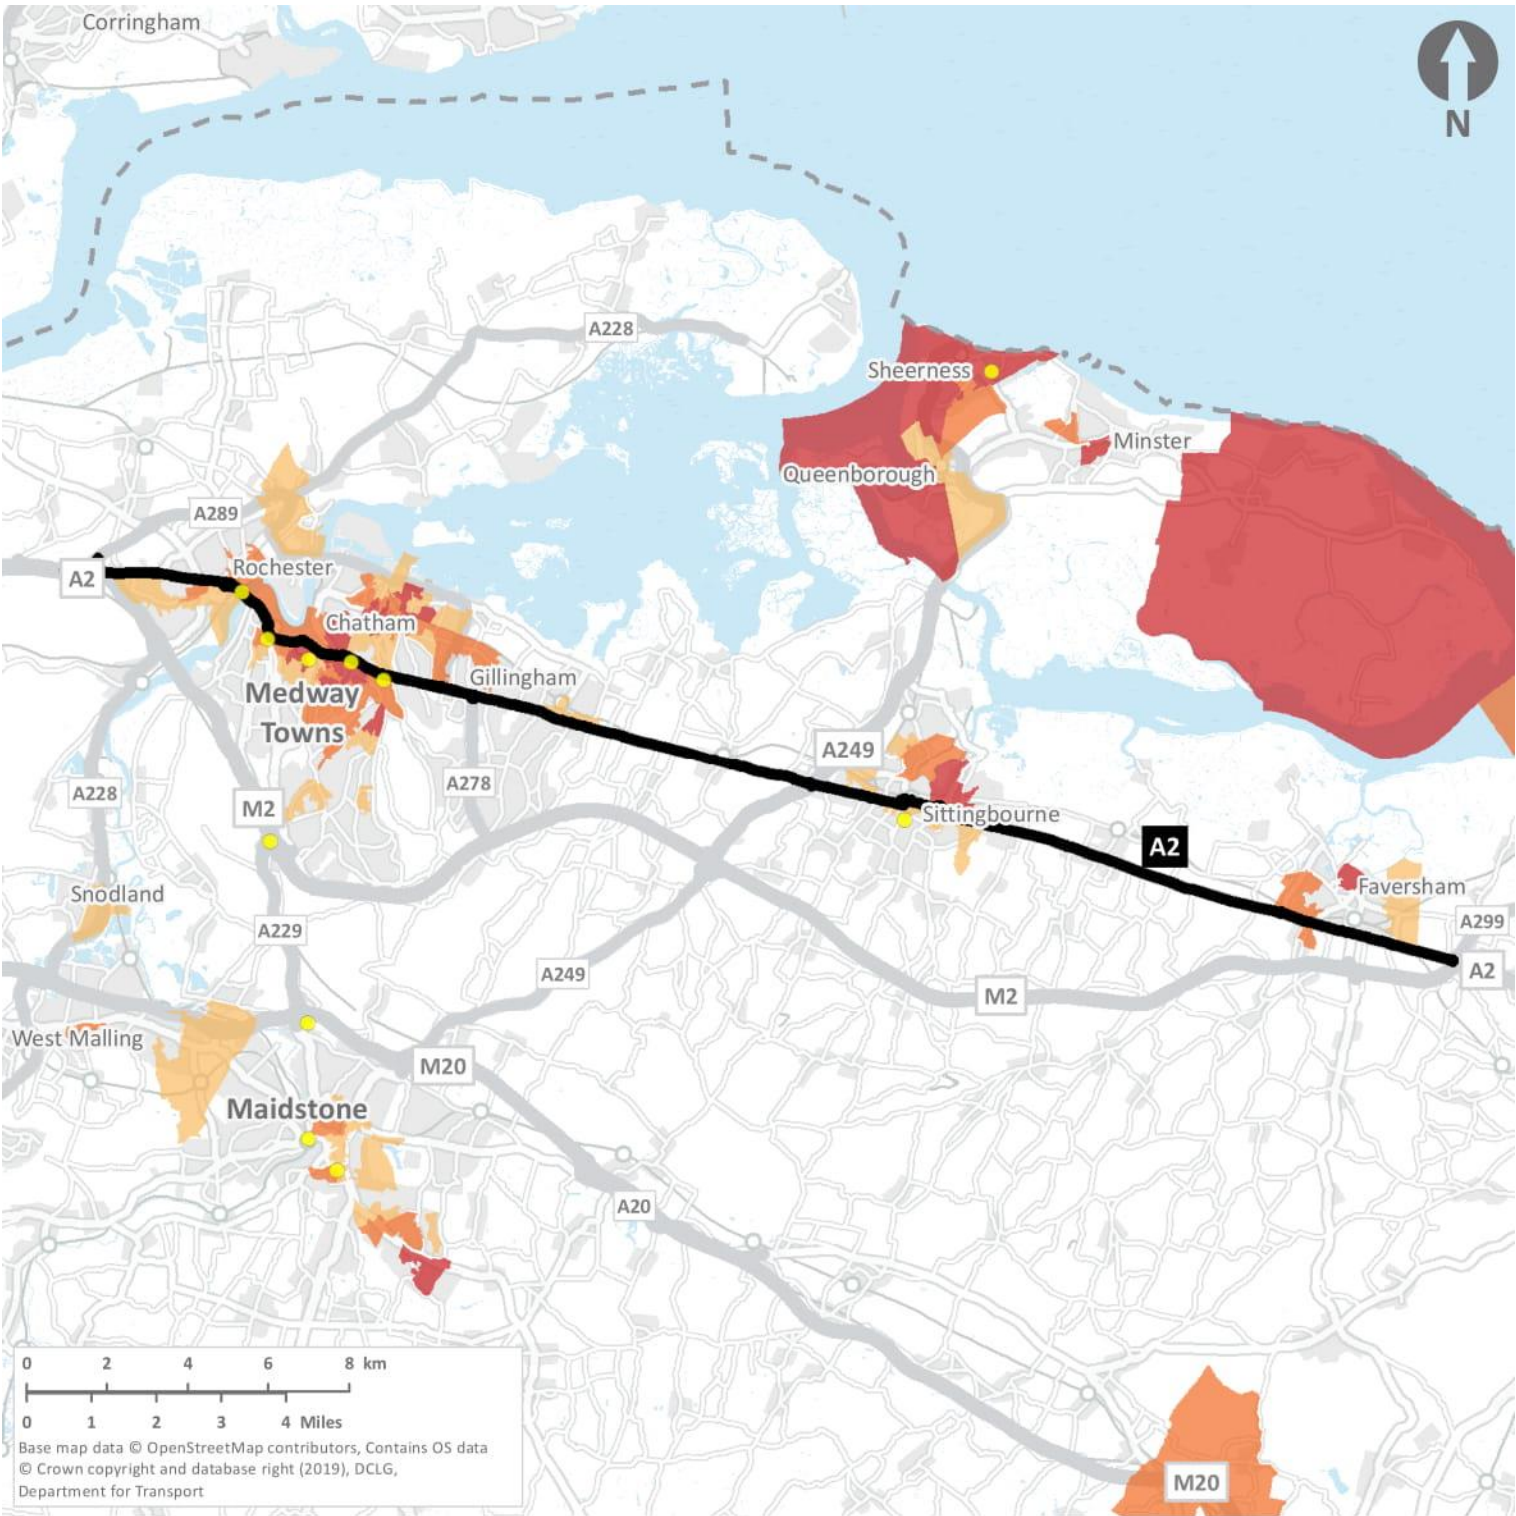 Corringham
N
A228
Sheerness
Minster
Queenborough
A289
Rochester
A2
Chatham
Gillingham
Medway
Towns
A249
A278
A228
M2
Sittingbourne
A2
Snodland
Faversham
A229
A299
A249
A2
M2
West Malling
M20
Maidstone
A20
0 2 4 6 8 km
0 1 2 3 4 Miles
Base map data © OpenStreetMap contributors, Contains OS data
© Crown copyright and database right (2019), DCLG,
Department for Transport
M20